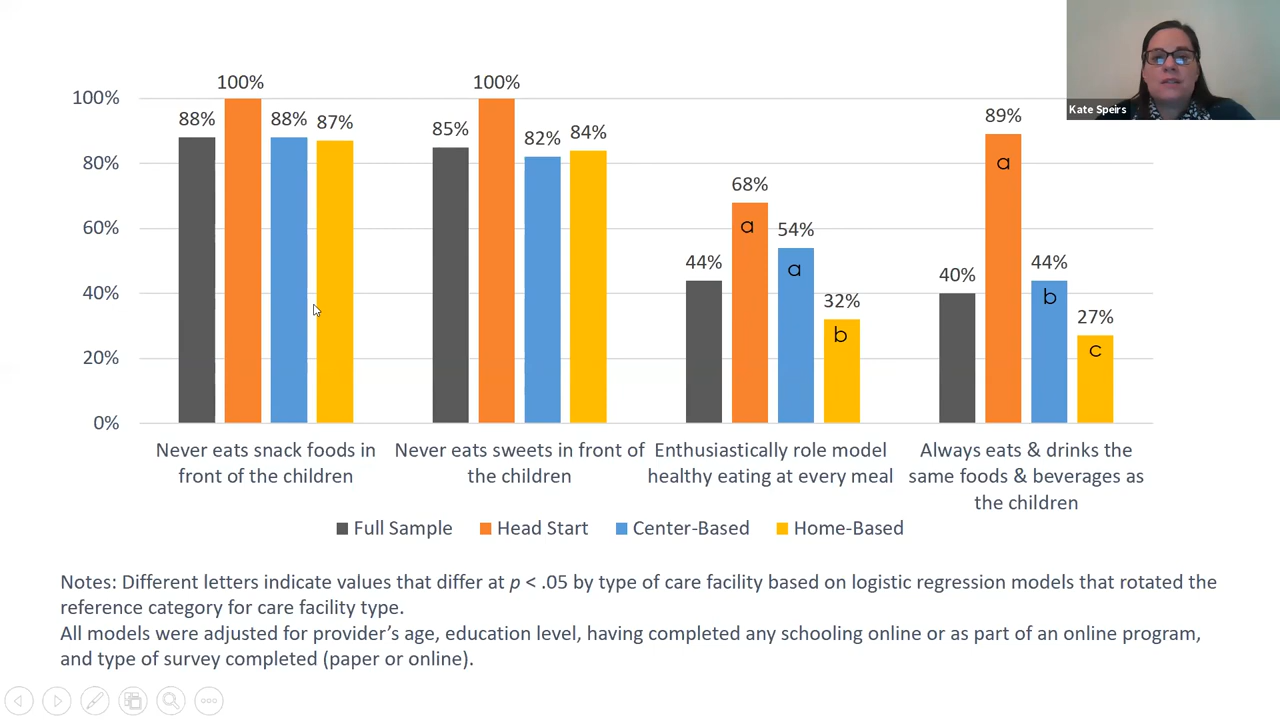 Kate Speirs
100%
100%
100%
88%
88%
87%
85%
82%
84%
89%
a
80%
68%
a
60%
54%
a
44%
44%
b
40%
40%
32%
b
27%
c
20%
0%
Never eats snack foods in
front of the children
Never eats sweets in front of
the children
Enthusiastically role model
healthy eating at every meal
Always eats & drinks the
same foods & beverages as
the children
Full Sample
Head Start
Center-Based
Home-Based
Notes: Different letters indicate values that differ at p < .05 by type of care facility based on logistic regression models that rotated the
reference category for care facility type.
All models were adjusted for provider’s age, education level, having completed any schooling online or as part of an online program,
and type of survey completed (paper or online).